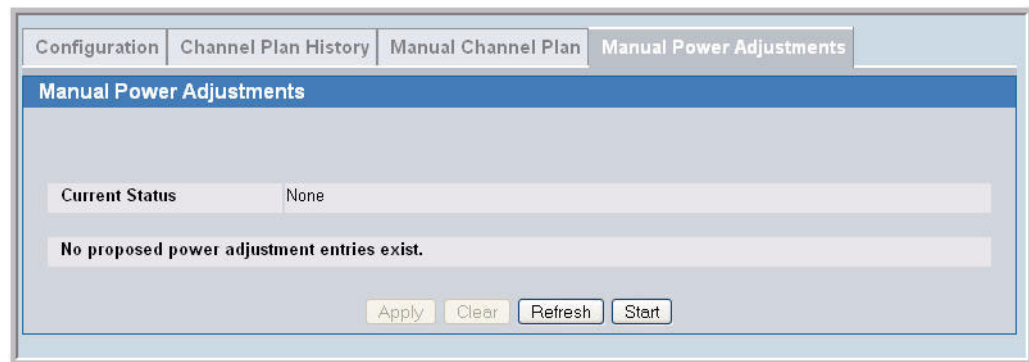 Configuration Channel Plan History Manual Channel Plan Manual Power Adjustments
Manual Power Adjustments
Current Status None
No proposed power adjustment entries exist.
Apply Clear Refresh Start